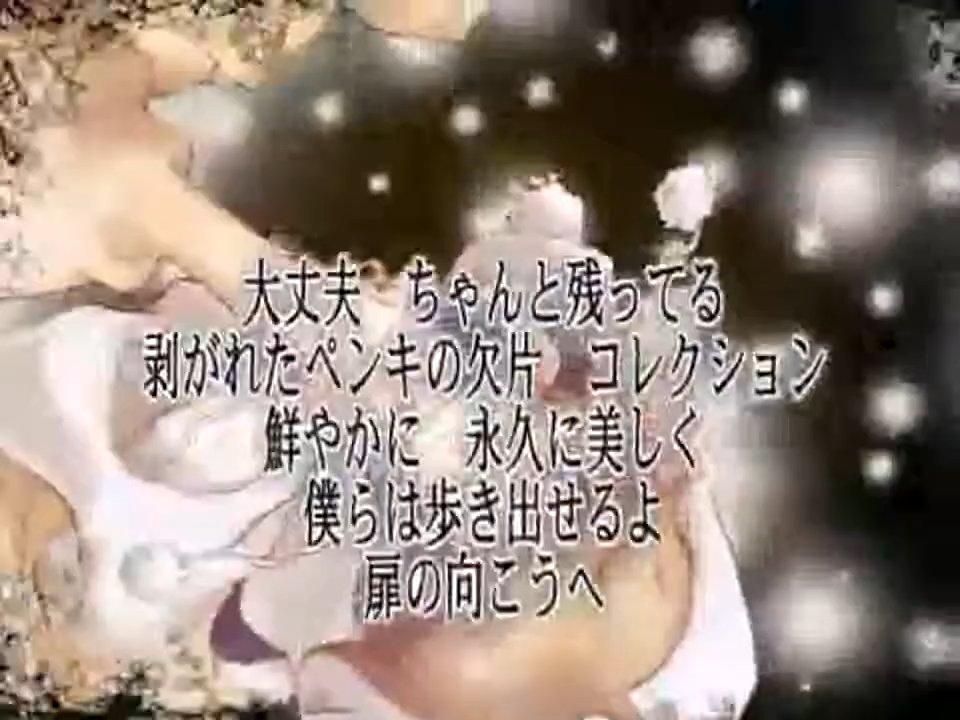 大丈夫　ちゃんと残ってる
剥がれたペンキの欠片　コレクション
鮮やかに　永久に美しく
僕らは歩き出せるよ
扉の向こうへ